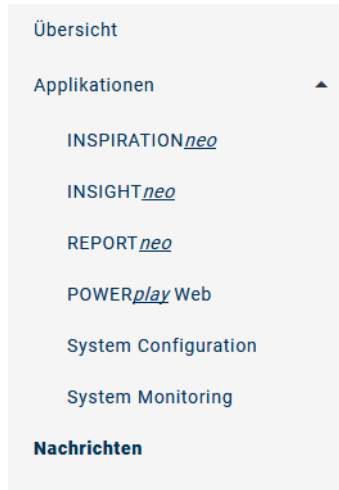 Übersicht
Applikationen
INSPIRATIONneo
INSIGHTneo
REPORTneo
POWERplay Web
System Configuration
System Monitoring
Nachrichten